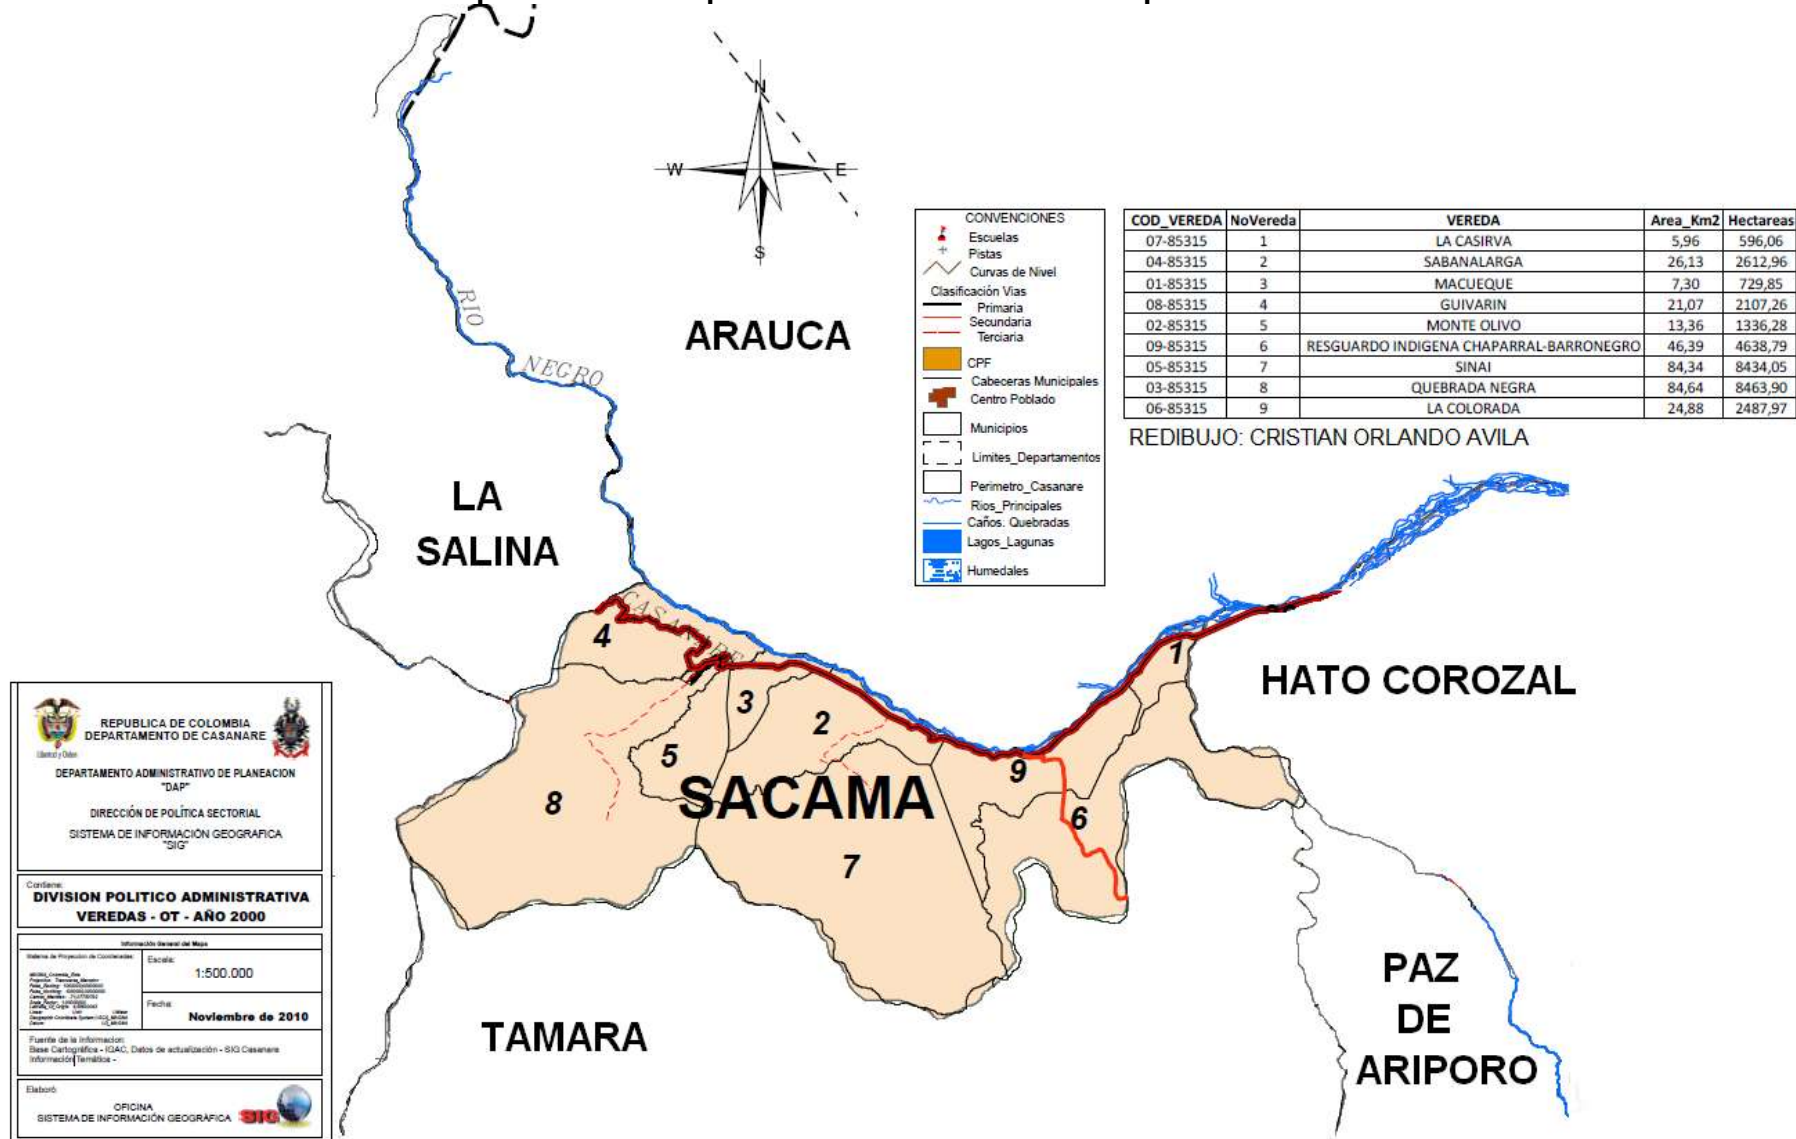 N
W
E
S
RIO
NEGRO
ARAUCA
LA
SALINA
CASANARE
4
1
3
2
5
9
8
6
7
SACAMA
HATO COROZAL
TAMARA
PAZ
DE
ARIPORO
CONVENCIONES
Escuelas
Pistas
Curvas de Nivel
Clasificación Vias
Primaria
Secundaria
Terciaria
CPF
Cabeceras Municipales
Centro Poblado
Municipios
Limites_Departamentos
Perimetro_Casanare
Rios_Principales
Caños. Quebradas
Lagos_Lagunas
Humedales
COD_VEREDA NoVereda VEREDA Area_Km2 Hectareas
07-85315 1 LA CASIRVA 5,96 596,06
04-85315 2 SABANALARGA 26,13 2612,96
01-85315 3 MACUEQUE 7,30 729,85
08-85315 4 GUIVARIN 21,07 2107,26
02-85315 5 MONTE OLIVO 13,36 1336,28
09-85315 6 RESGUARDO INDIGENA CHAPARRAL-BARRONEGRO 46,39 4638,79
05-85315 7 SINAI 84,34 8434,05
03-85315 8 QUEBRADA NEGRA 84,64 8463,90
06-85315 9 LA COLORADA 24,88 2487,97
REDIBUJO: CRISTIAN ORLANDO AVILA
REPUBLICA DE COLOMBIA
DEPARTAMENTO DE CASANARE
DEPARTAMENTO ADMINISTRATIVO DE PLANEACION
"DAP"
DIRECCIÓN DE POLÍTICA SECTORIAL
SISTEMA DE INFORMACIÓN GEOGRAFICA
"SIG"
Contiene:
DIVISION POLITICO ADMINISTRATIVA
VEREDAS - OT - AÑO 2000
Información General del Mapa
Sistema de Proyección de Coordenadas:
Escala:
1:500.000
Fecha:
Noviembre de 2010
Fuente de la Informacion:
Base Cartográfica - IGAC, Datos de actualización - SIG Casanare
Información Temática -
Elaboró:
OFICINA
SISTEMA DE INFORMACIÓN GEOGRÁFICA
SIG